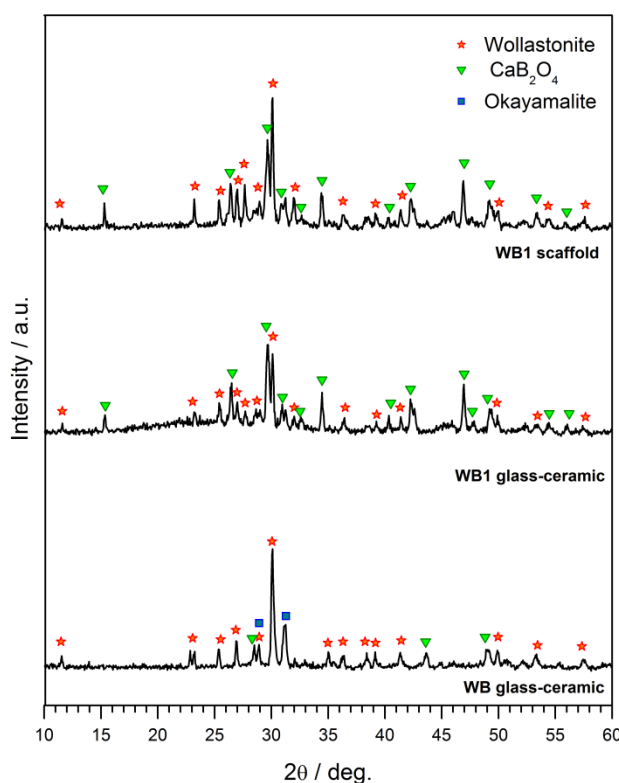 Wollastonite
CaB₂O₄
Okayamalite
WB1 scaffold
WB1 glass-ceramic
WB glass-ceramic
Intensity / a.u.
10 15 20 25 30 35 40 45 50 55 60
2θ / deg.